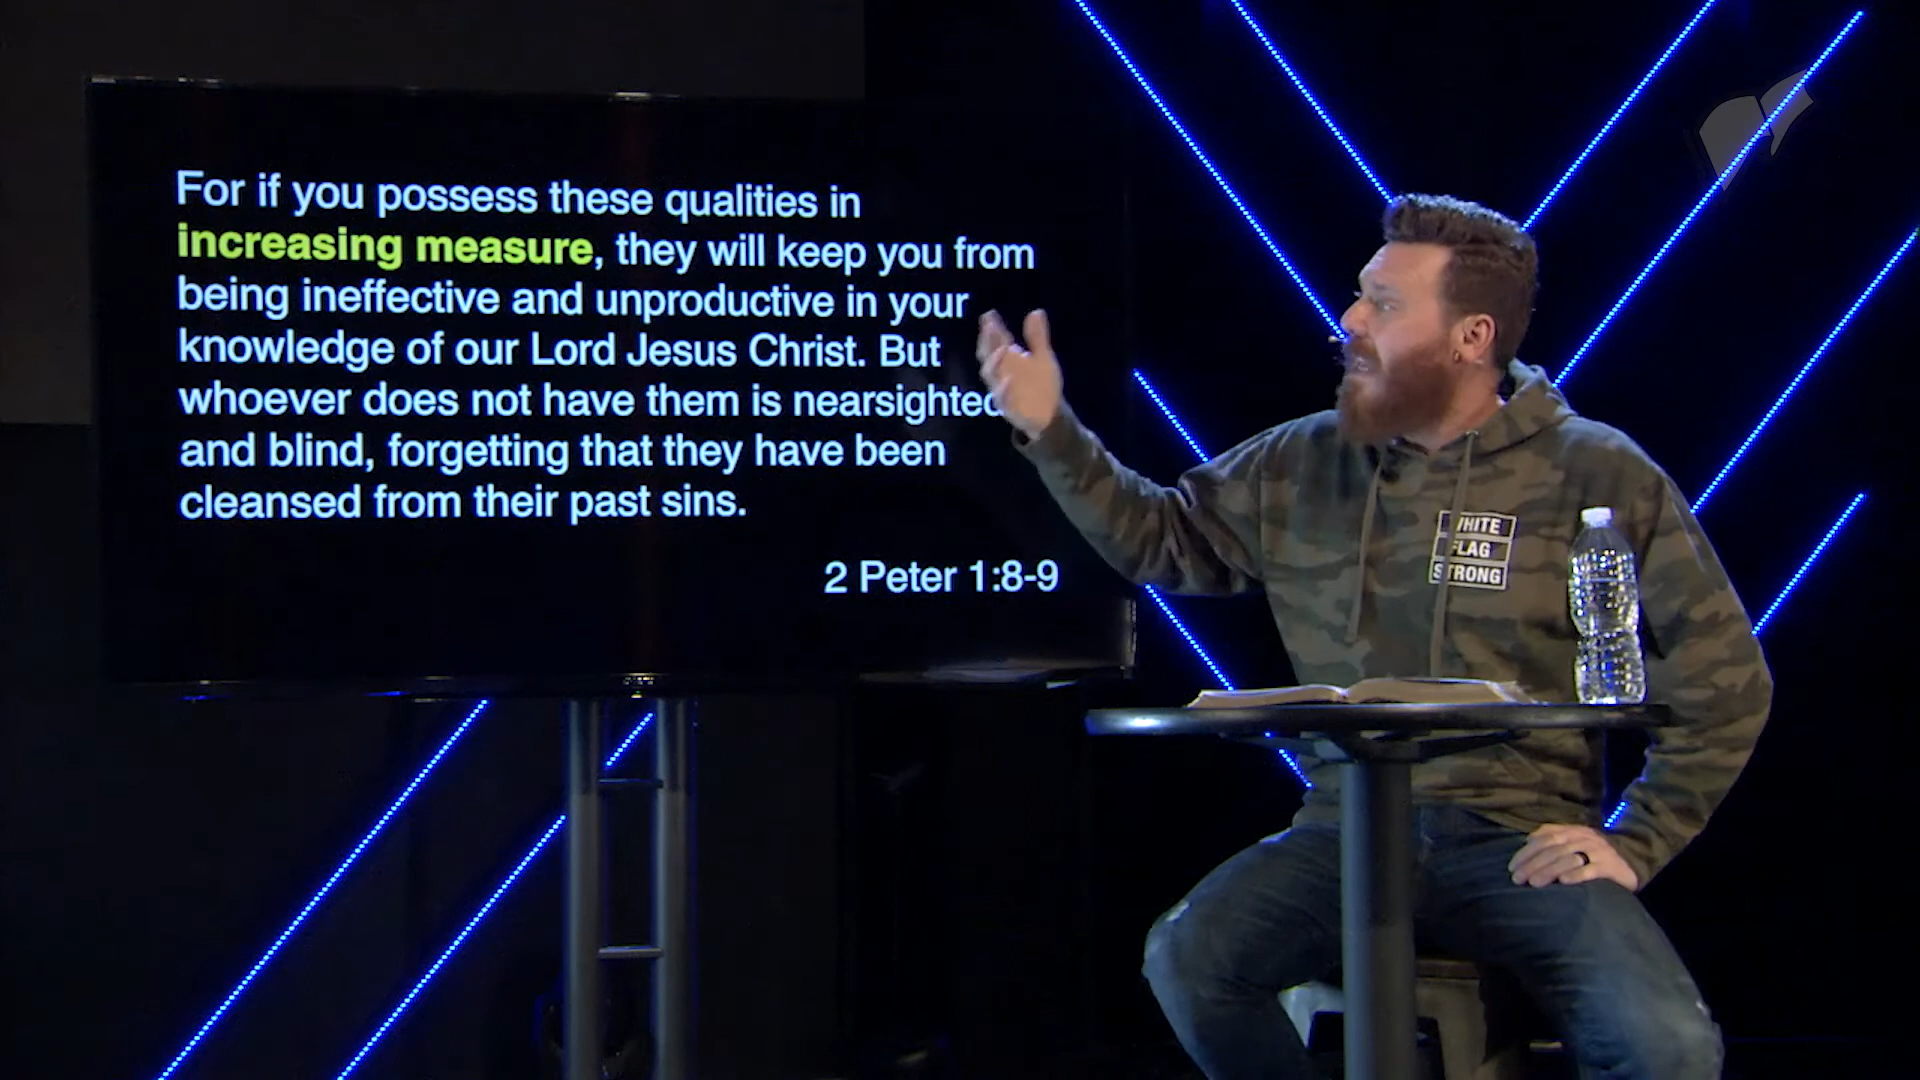 For if you possess these qualities in
increasing measure, they will keep you from
being ineffective and unproductive in your
knowledge of our Lord Jesus Christ. But
whoever does not have them is nearsighted
and blind, forgetting that they have been
cleansed from their past sins.
2 Peter 1:8-9
WHITE
FLAG
STRONG